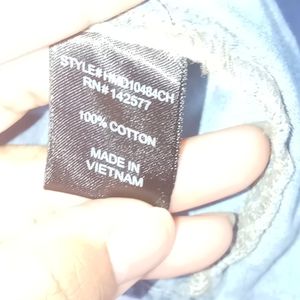 STYLE#HMD10484CH
RN# 142577
100% COTTON
MADE IN
VIETNAM